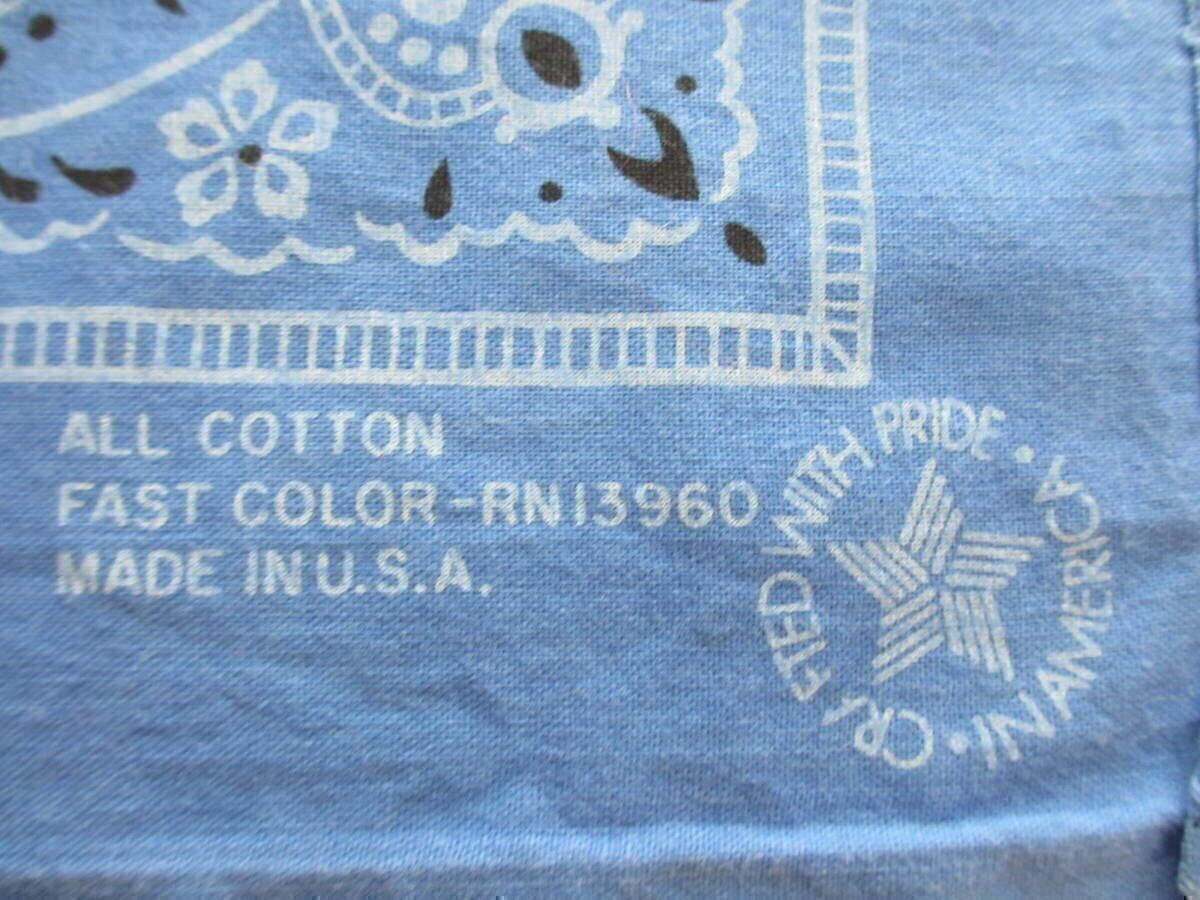 ALL COTTON
FAST COLOR-RN13960
MADE IN U.S.A.
CRAFTED WITH PRIDE • IN AMERICA •